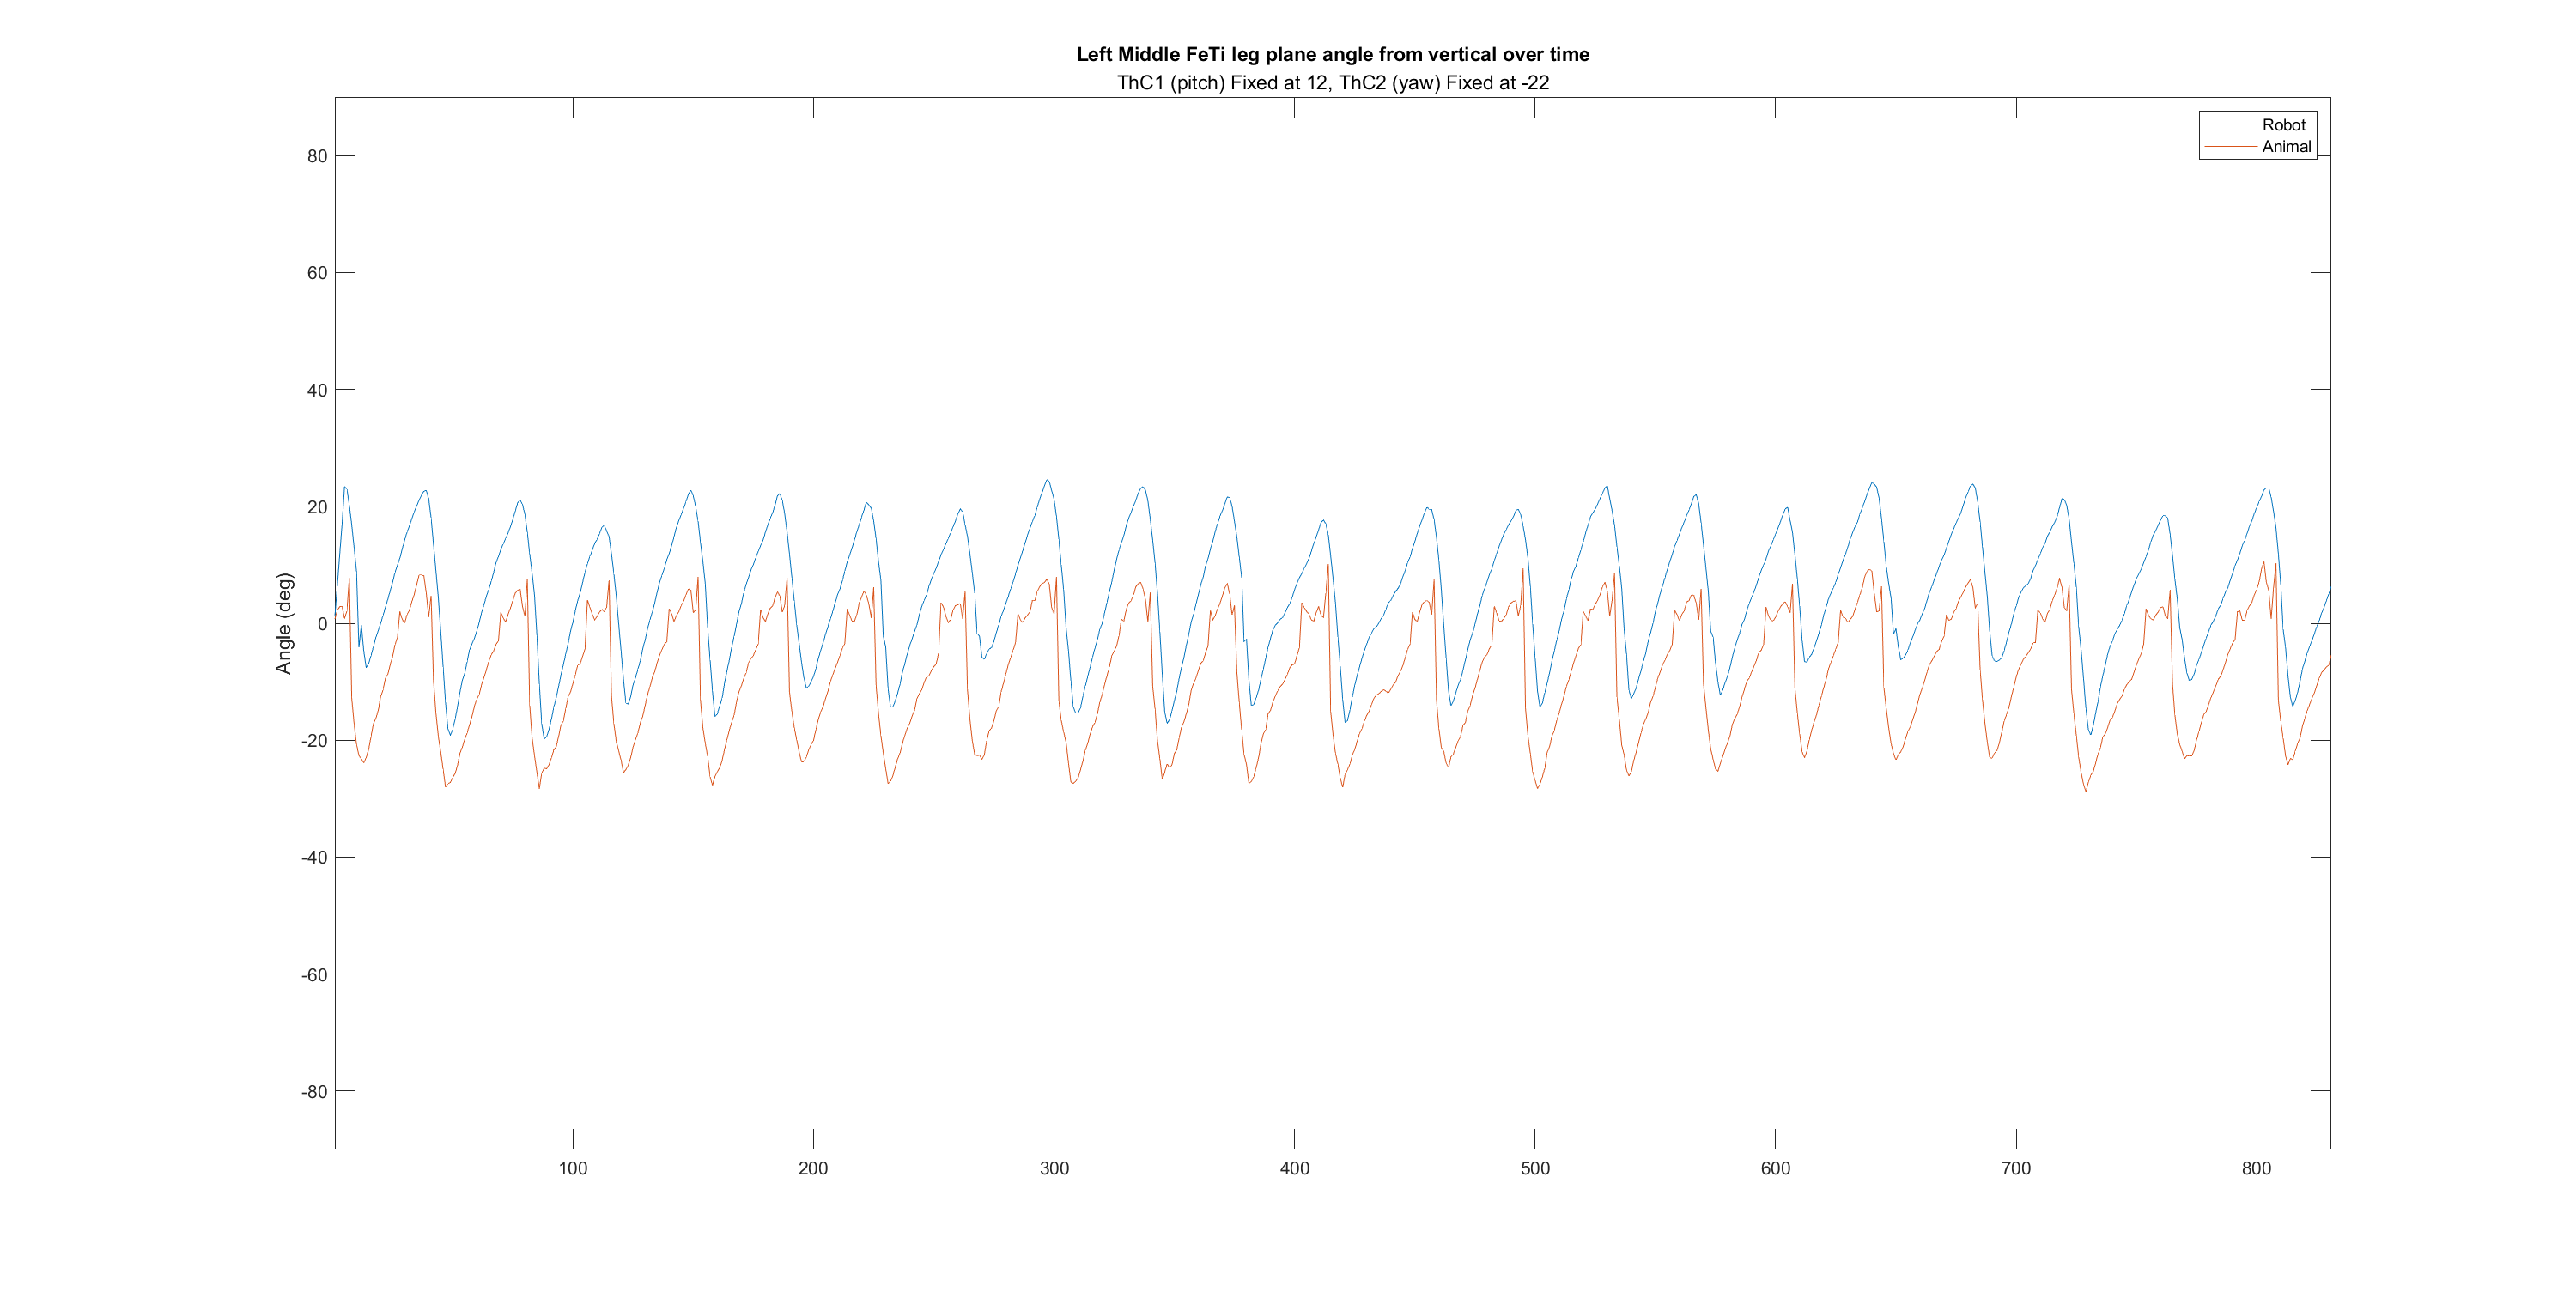 Left Middle FeTi leg plane angle from vertical over time
ThC1 (pitch) Fixed at 12, ThC2 (yaw) Fixed at -22
Robot
Animal
Angle (deg)
80
60
40
20
0
-20
-40
-60
-80
100 200 300 400 500 600 700 800